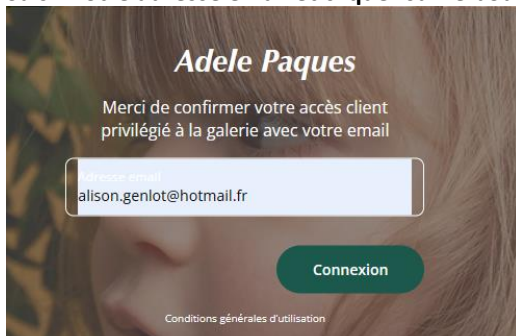 Adele Paques
Merci de confirmer votre accès client
privilégié à la galerie avec votre email
Adresse email
alison.genlot@hotmail.fr
Connexion
Conditions générales d'utilisation